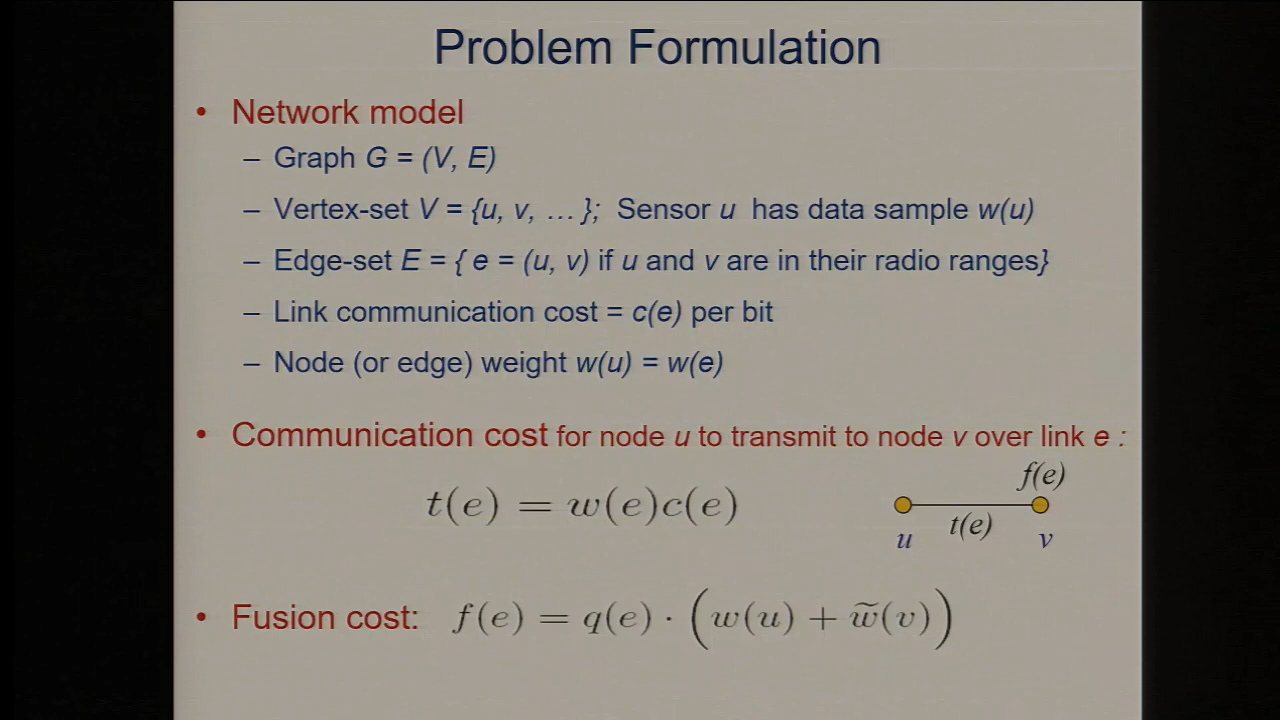 Problem Formulation
• Network model
– Graph G = (V, E)
– Vertex-set V = {u, v, … }; Sensor u has data sample w(u)
– Edge-set E = { e = (u, v) if u and v are in their radio ranges}
– Link communication cost = c(e) per bit
– Node (or edge) weight w(u) = w(e)
• Communication cost for node u to transmit to node v over link e :
t(e) = w(e)c(e)
f(e)
t(e)
u v
• Fusion cost: f(e) = q(e) · (w(u) + w̃(v))